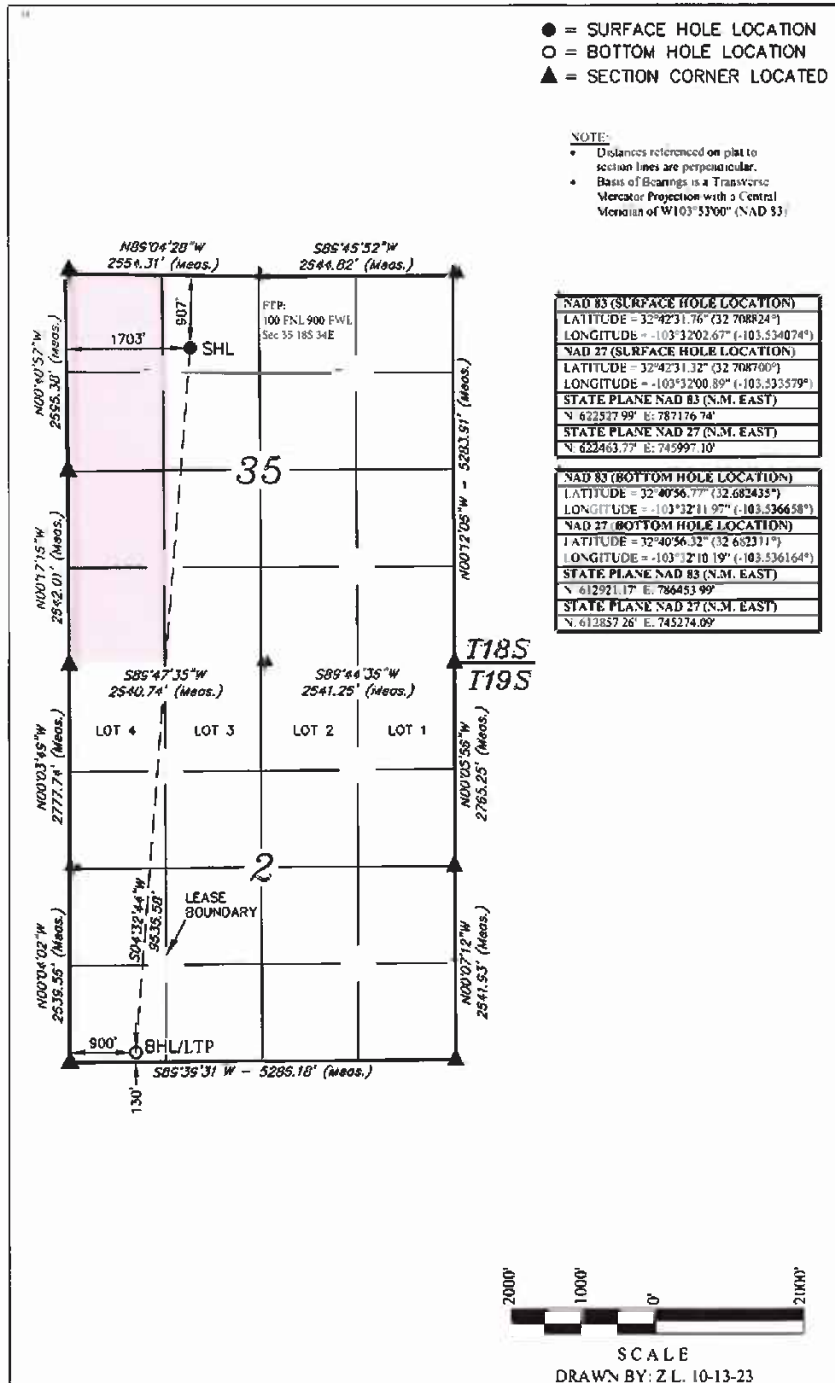 ● = SURFACE HOLE LOCATION
○ = BOTTOM HOLE LOCATION
▲ = SECTION CORNER LOCATED
NOTE:
• Distances referenced on plat to
section lines are perpendicular.
• Basis of Bearings is a Transverse
Mercator Projection with a Central
Meridian of W103°53'00" (NAD 83)
N89°04'28"W
2554.31' (Meas.)
S89°45'52"W
2544.82' (Meas.)
907'
FTP:
100 FNL 900 FWL
Sec 35 18S 34E
1703'
SHL
N00°40'57"W
2595.30' (Meas.)
35
N00°12'05"W - 5283.91' (Meas.)
N00°17'15"W
2642.01' (Meas.)
NAD 83 (SURFACE HOLE LOCATION)
LATITUDE = 32°42'31.76" (32.708824°)
LONGITUDE = -103°32'02.67" (-103.534074°)
NAD 27 (SURFACE HOLE LOCATION)
LATITUDE = 32°42'31.32" (32.708700°)
LONGITUDE = -103°32'00.89" (-103.533579°)
STATE PLANE NAD 83 (N.M. EAST)
N: 622527.99' E: 787176.74'
STATE PLANE NAD 27 (N.M. EAST)
N: 622463.77' E: 745997.10'
NAD 83 (BOTTOM HOLE LOCATION)
LATITUDE = 32°40'56.77" (32.682435°)
LONGITUDE = -103°32'11.97" (-103.536658°)
NAD 27 (BOTTOM HOLE LOCATION)
LATITUDE = 32°40'56.32" (32.682311°)
LONGITUDE = -103°32'10.19" (-103.536164°)
STATE PLANE NAD 83 (N.M. EAST)
N: 612921.17' E: 786453.99'
STATE PLANE NAD 27 (N.M. EAST)
N: 612857.26' E: 745274.09'
T18S
T19S
S89°47'35"W
2640.74' (Meas.)
S89°44'35"W
2641.25' (Meas.)
LOT 4
LOT 3
LOT 2
LOT 1
N00°03'49"W
2777.74' (Meas.)
N00°05'56"W
2765.25' (Meas.)
2
LEASE
BOUNDARY
S04°32'44"W
9635.58'
N00°04'02"W
2639.56' (Meas.)
N00°07'12"W
2641.93' (Meas.)
900'
BHL/LTP
130'
S89°39'31"W - 5285.18' (Meas.)
2000'
1000'
0'
2000'
SCALE
DRAWN BY: Z.L. 10-13-23